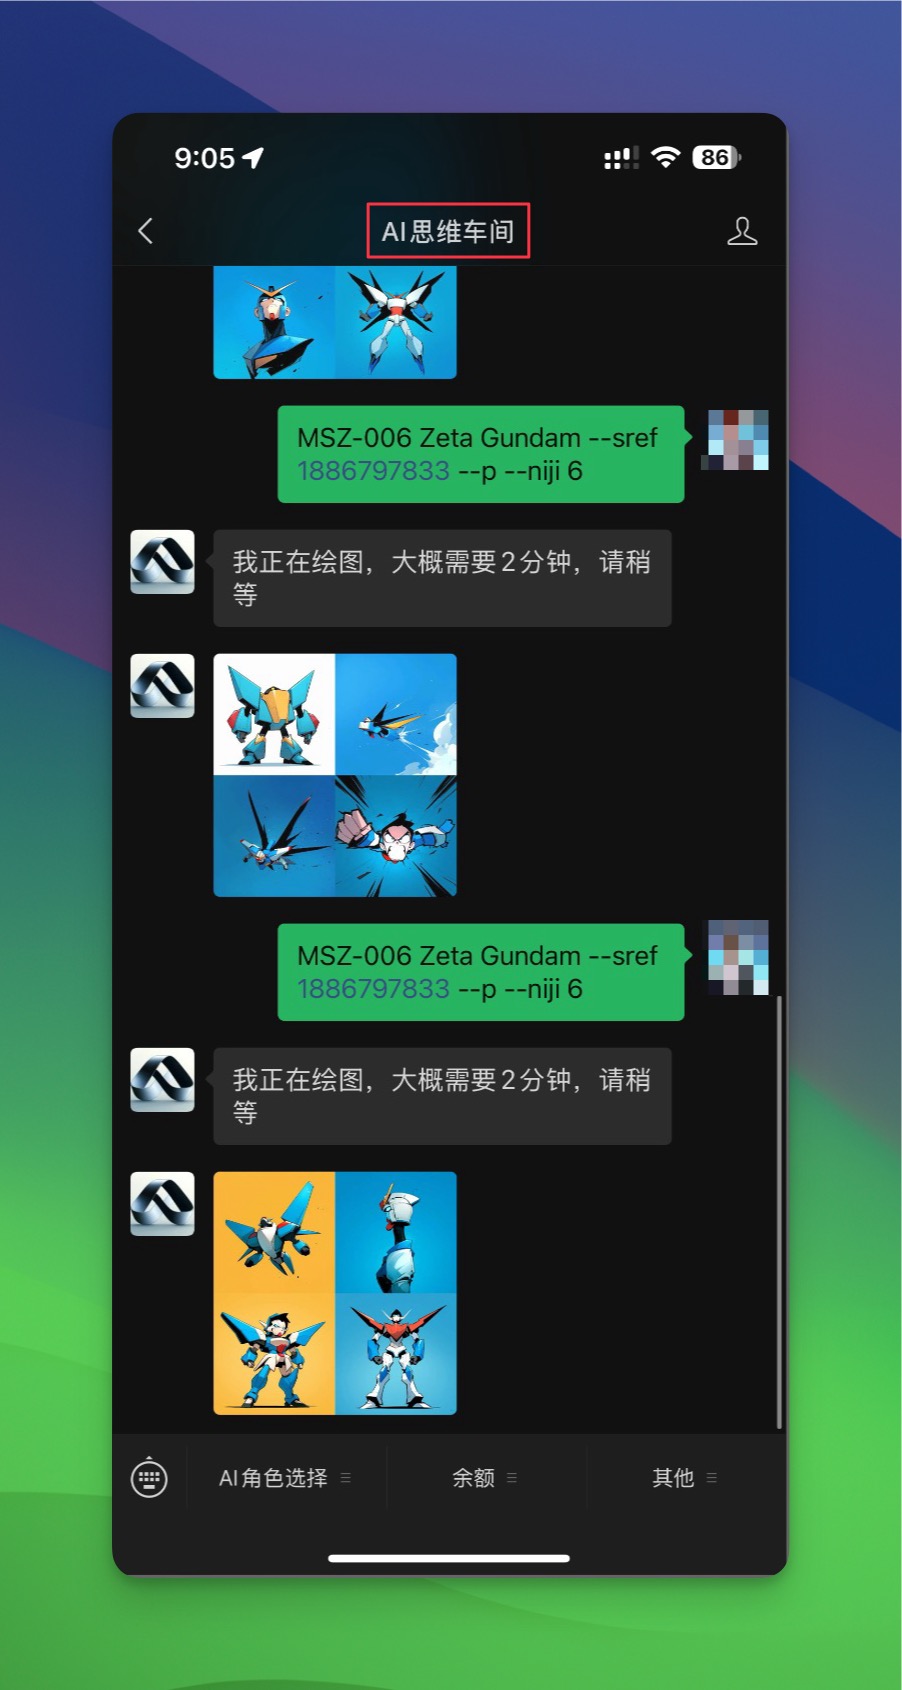 9:05
86
AI思维车间
MSZ-006 Zeta Gundam --sref
1886797833 --p --niji 6
我正在绘图，大概需要2分钟，请稍
等
MSZ-006 Zeta Gundam --sref
1886797833 --p --niji 6
我正在绘图，大概需要2分钟，请稍
等
AI角色选择
余额
其他